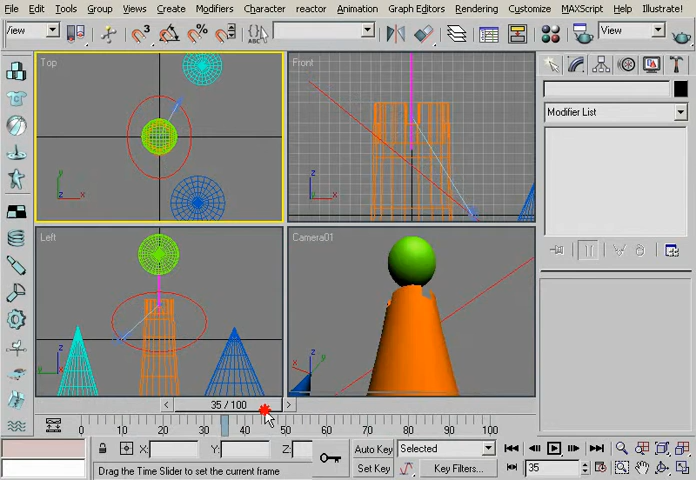 File Edit Tools Group Views Create Modifiers Character reactor Animation Graph Editors Rendering Customize MAXScript Help Illustrate!
View
ABC
View
Top
y
x
Front
z
x
Modifier List
Left
z
y
Camera01
z
y
x
< 35 / 100 >
0 10 20 30 40 50 60 70 80 90 100
X: Y: Z:
Drag the Time Slider to set the current frame
Auto Key Selected
Set Key Key Filters...
35